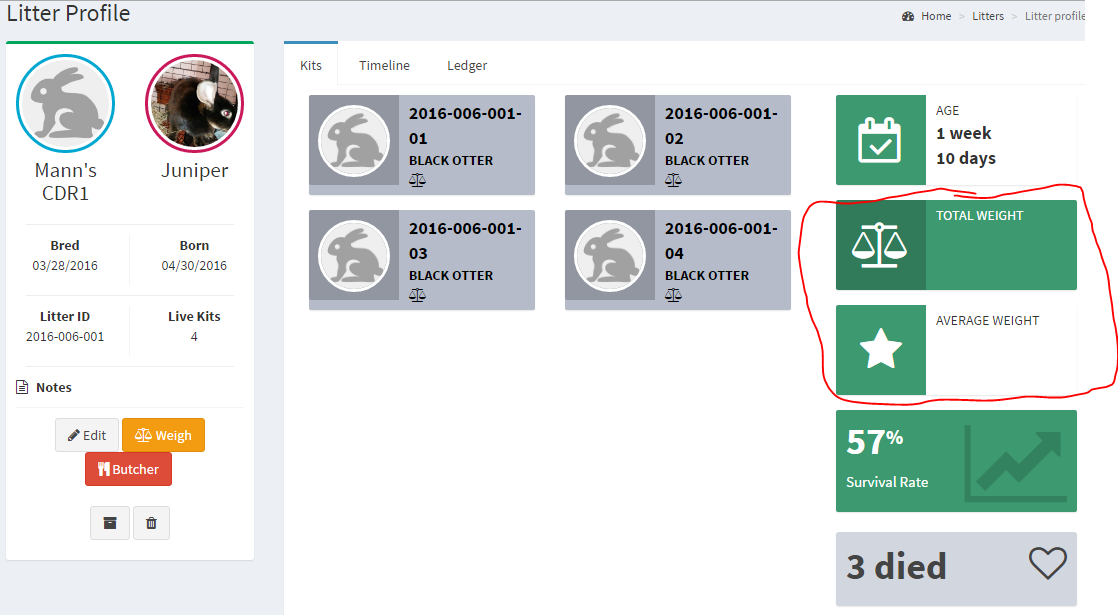 Litter Profile
Home > Litters > Litter profile
Mann's
CDR1
Juniper
Bred
03/28/2016
Born
04/30/2016
Litter ID
2016-006-001
Live Kits
4
Notes
Edit
Weigh
Butcher
Kits
Timeline
Ledger
2016-006-001-
01
BLACK OTTER
2016-006-001-
02
BLACK OTTER
2016-006-001-
03
BLACK OTTER
2016-006-001-
04
BLACK OTTER
AGE
1 week
10 days
TOTAL WEIGHT
AVERAGE WEIGHT
57%
Survival Rate
3 died